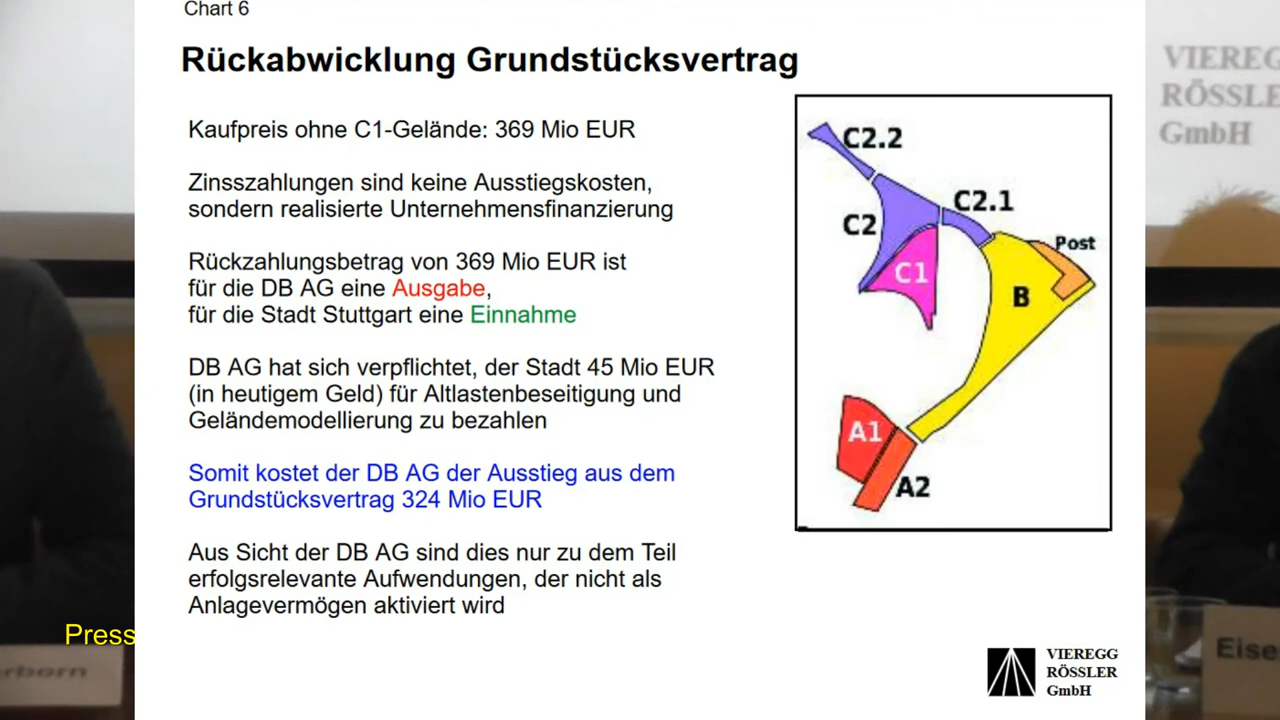 Chart 6
Rückabwicklung Grundstücksvertrag
Kaufpreis ohne C1-Gelände: 369 Mio EUR
Zinsszahlungen sind keine Ausstiegskosten,
sondern realisierte Unternehmensfinanzierung
Rückzahlungsbetrag von 369 Mio EUR ist
für die DB AG eine Ausgabe,
für die Stadt Stuttgart eine Einnahme
DB AG hat sich verpflichtet, der Stadt 45 Mio EUR
(in heutigem Geld) für Altlastenbeseitigung und
Geländemodellierung zu bezahlen
Somit kostet der DB AG der Ausstieg aus dem
Grundstücksvertrag 324 Mio EUR
Aus Sicht der DB AG sind dies nur zu dem Teil
erfolgsrelevante Aufwendungen, der nicht als
Anlagevermögen aktiviert wird
C2.2
C2.1
C2
Post
C1
B
A1
A2
VIEREGG
RÖSSLER
GmbH
VIEREG
RÖSSLE
GmbH
Press
rborn
Eise